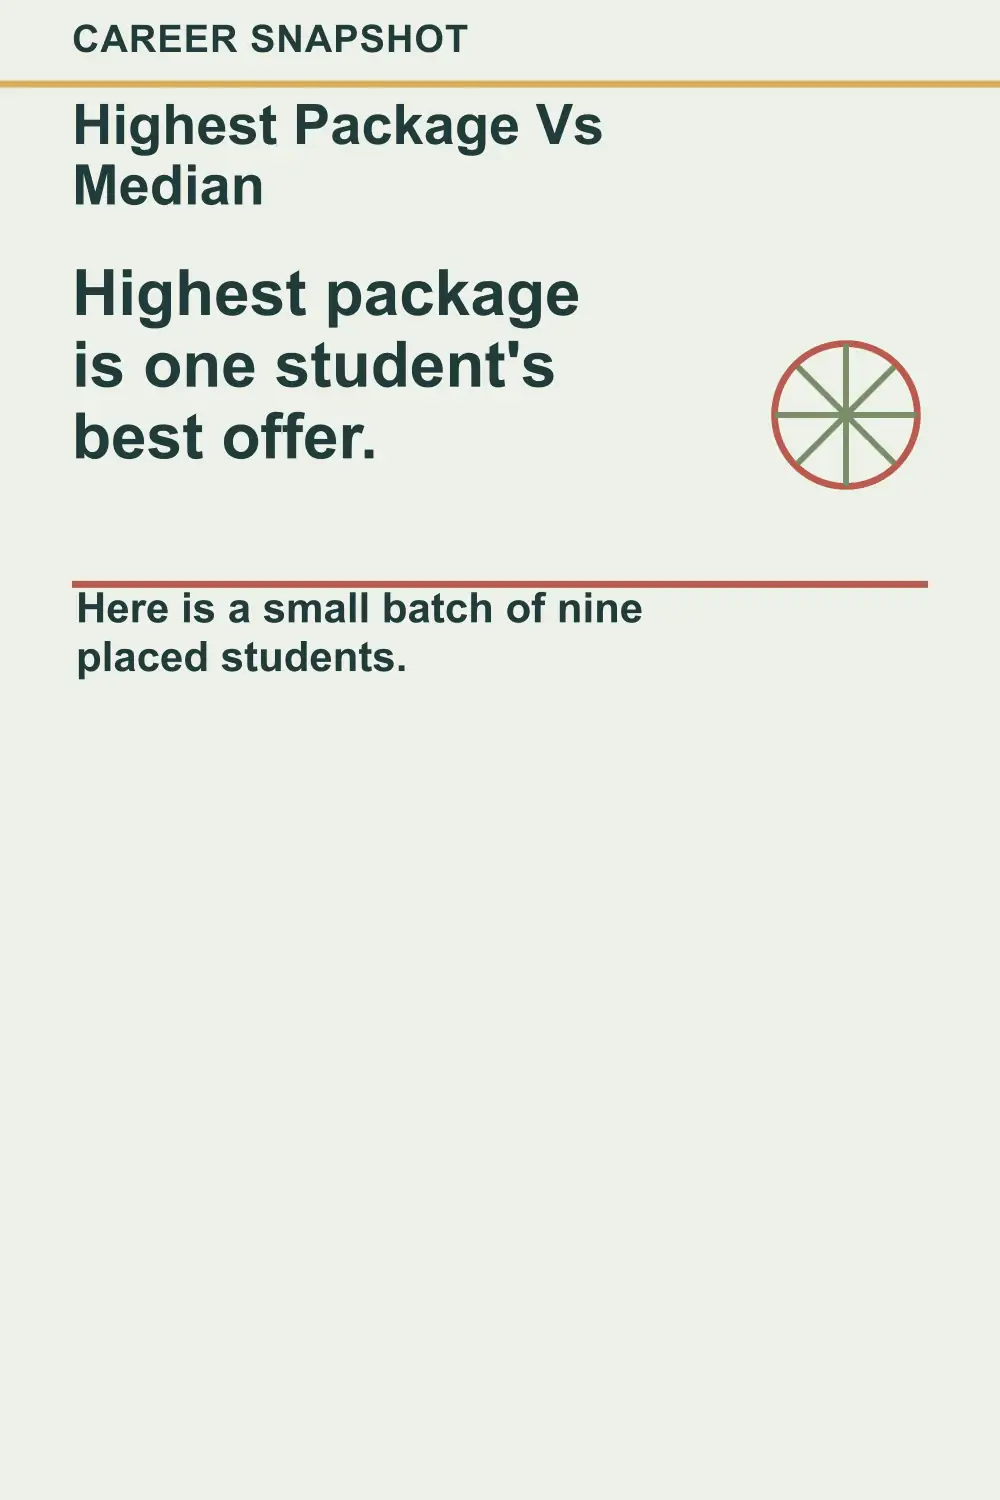 CAREER SNAPSHOT
Highest Package Vs
Median
Highest package
is one student's
best offer.
Here is a small batch of nine
placed students.